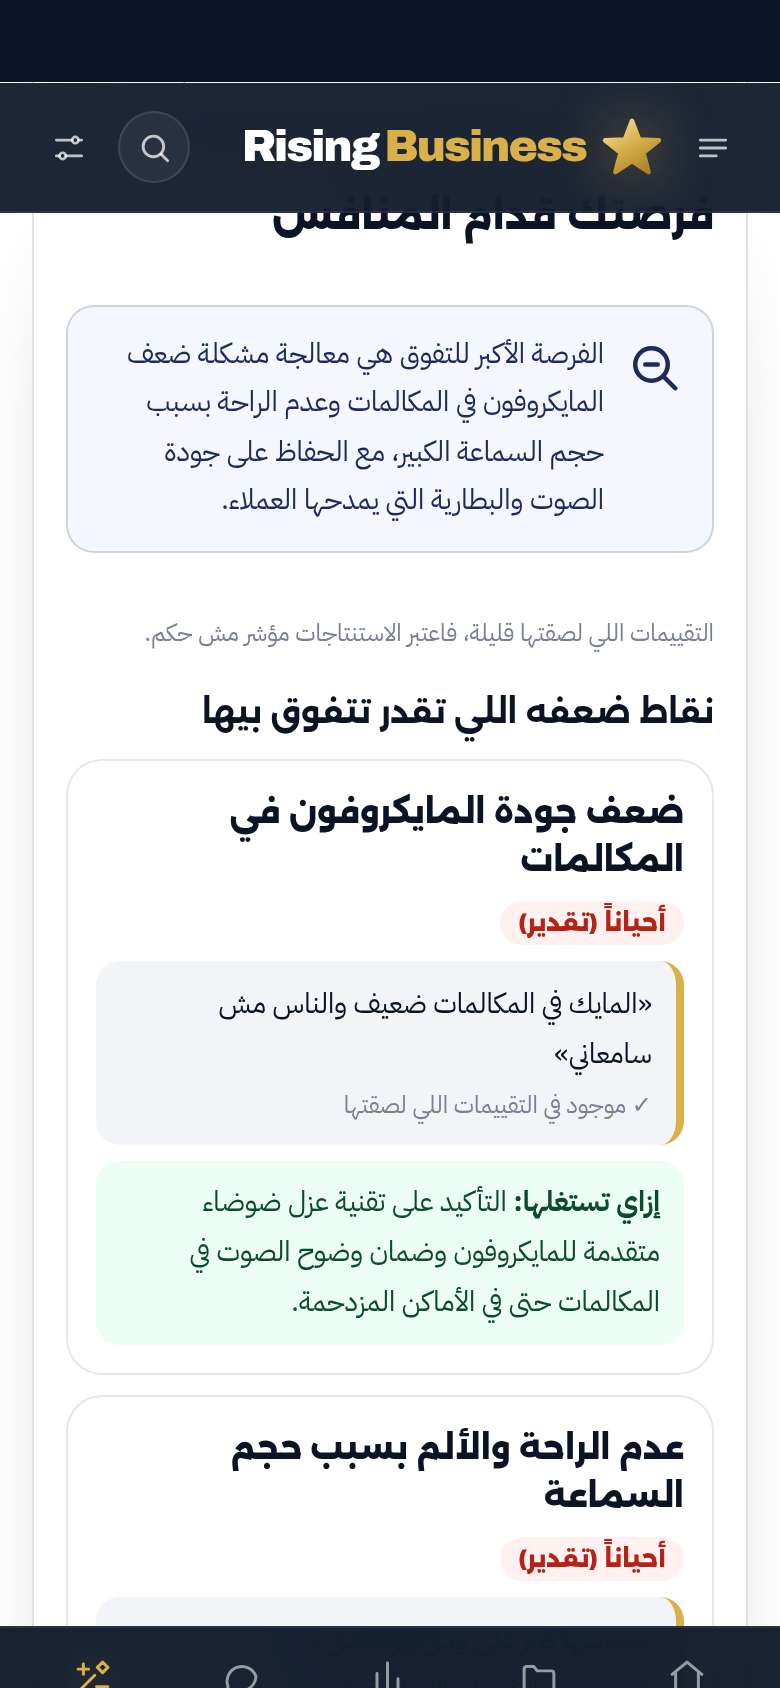 Rising Business
فرصتك قدام المنافس
الفرصة الأكبر للتفوق هي معالجة مشكلة ضعف
المايكروفون في المكالمات وعدم الراحة بسبب
حجم السماعة الكبير، مع الحفاظ على جودة
الصوت والبطارية التي يمدحها العملاء.
التقييمات اللي لصقتها قليلة، فاعتبر الاستنتاجات مؤشر مش حكم.
نقاط ضعفه اللي تقدر تتفوق بيها
ضعف جودة المايكروفون في
المكالمات
أحياناً (تقدير)
«المايك في المكالمات ضعيف والناس مش
سامعاني»
✓ موجود في التقييمات اللي لصقتها
إزاي تستغلها: التأكيد على تقنية عزل ضوضاء
متقدمة للمايكروفون وضمان وضوح الصوت في
المكالمات حتى في الأماكن المزدحمة.
عدم الراحة والألم بسبب حجم
السماعة
أحياناً (تقدير)